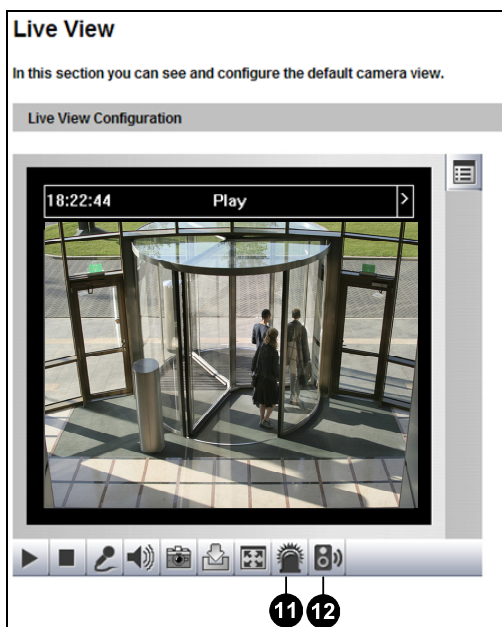 Live View
In this section you can see and configure the default camera view.
Live View Configuration
18:22:44 Play >
11 12